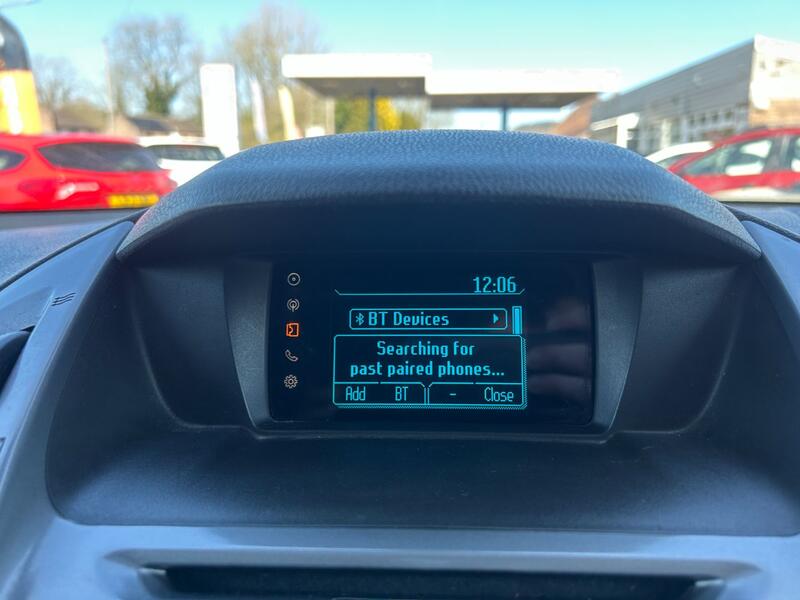 12:06
BT Devices
Searching for
past paired phones...
Add BT - Close